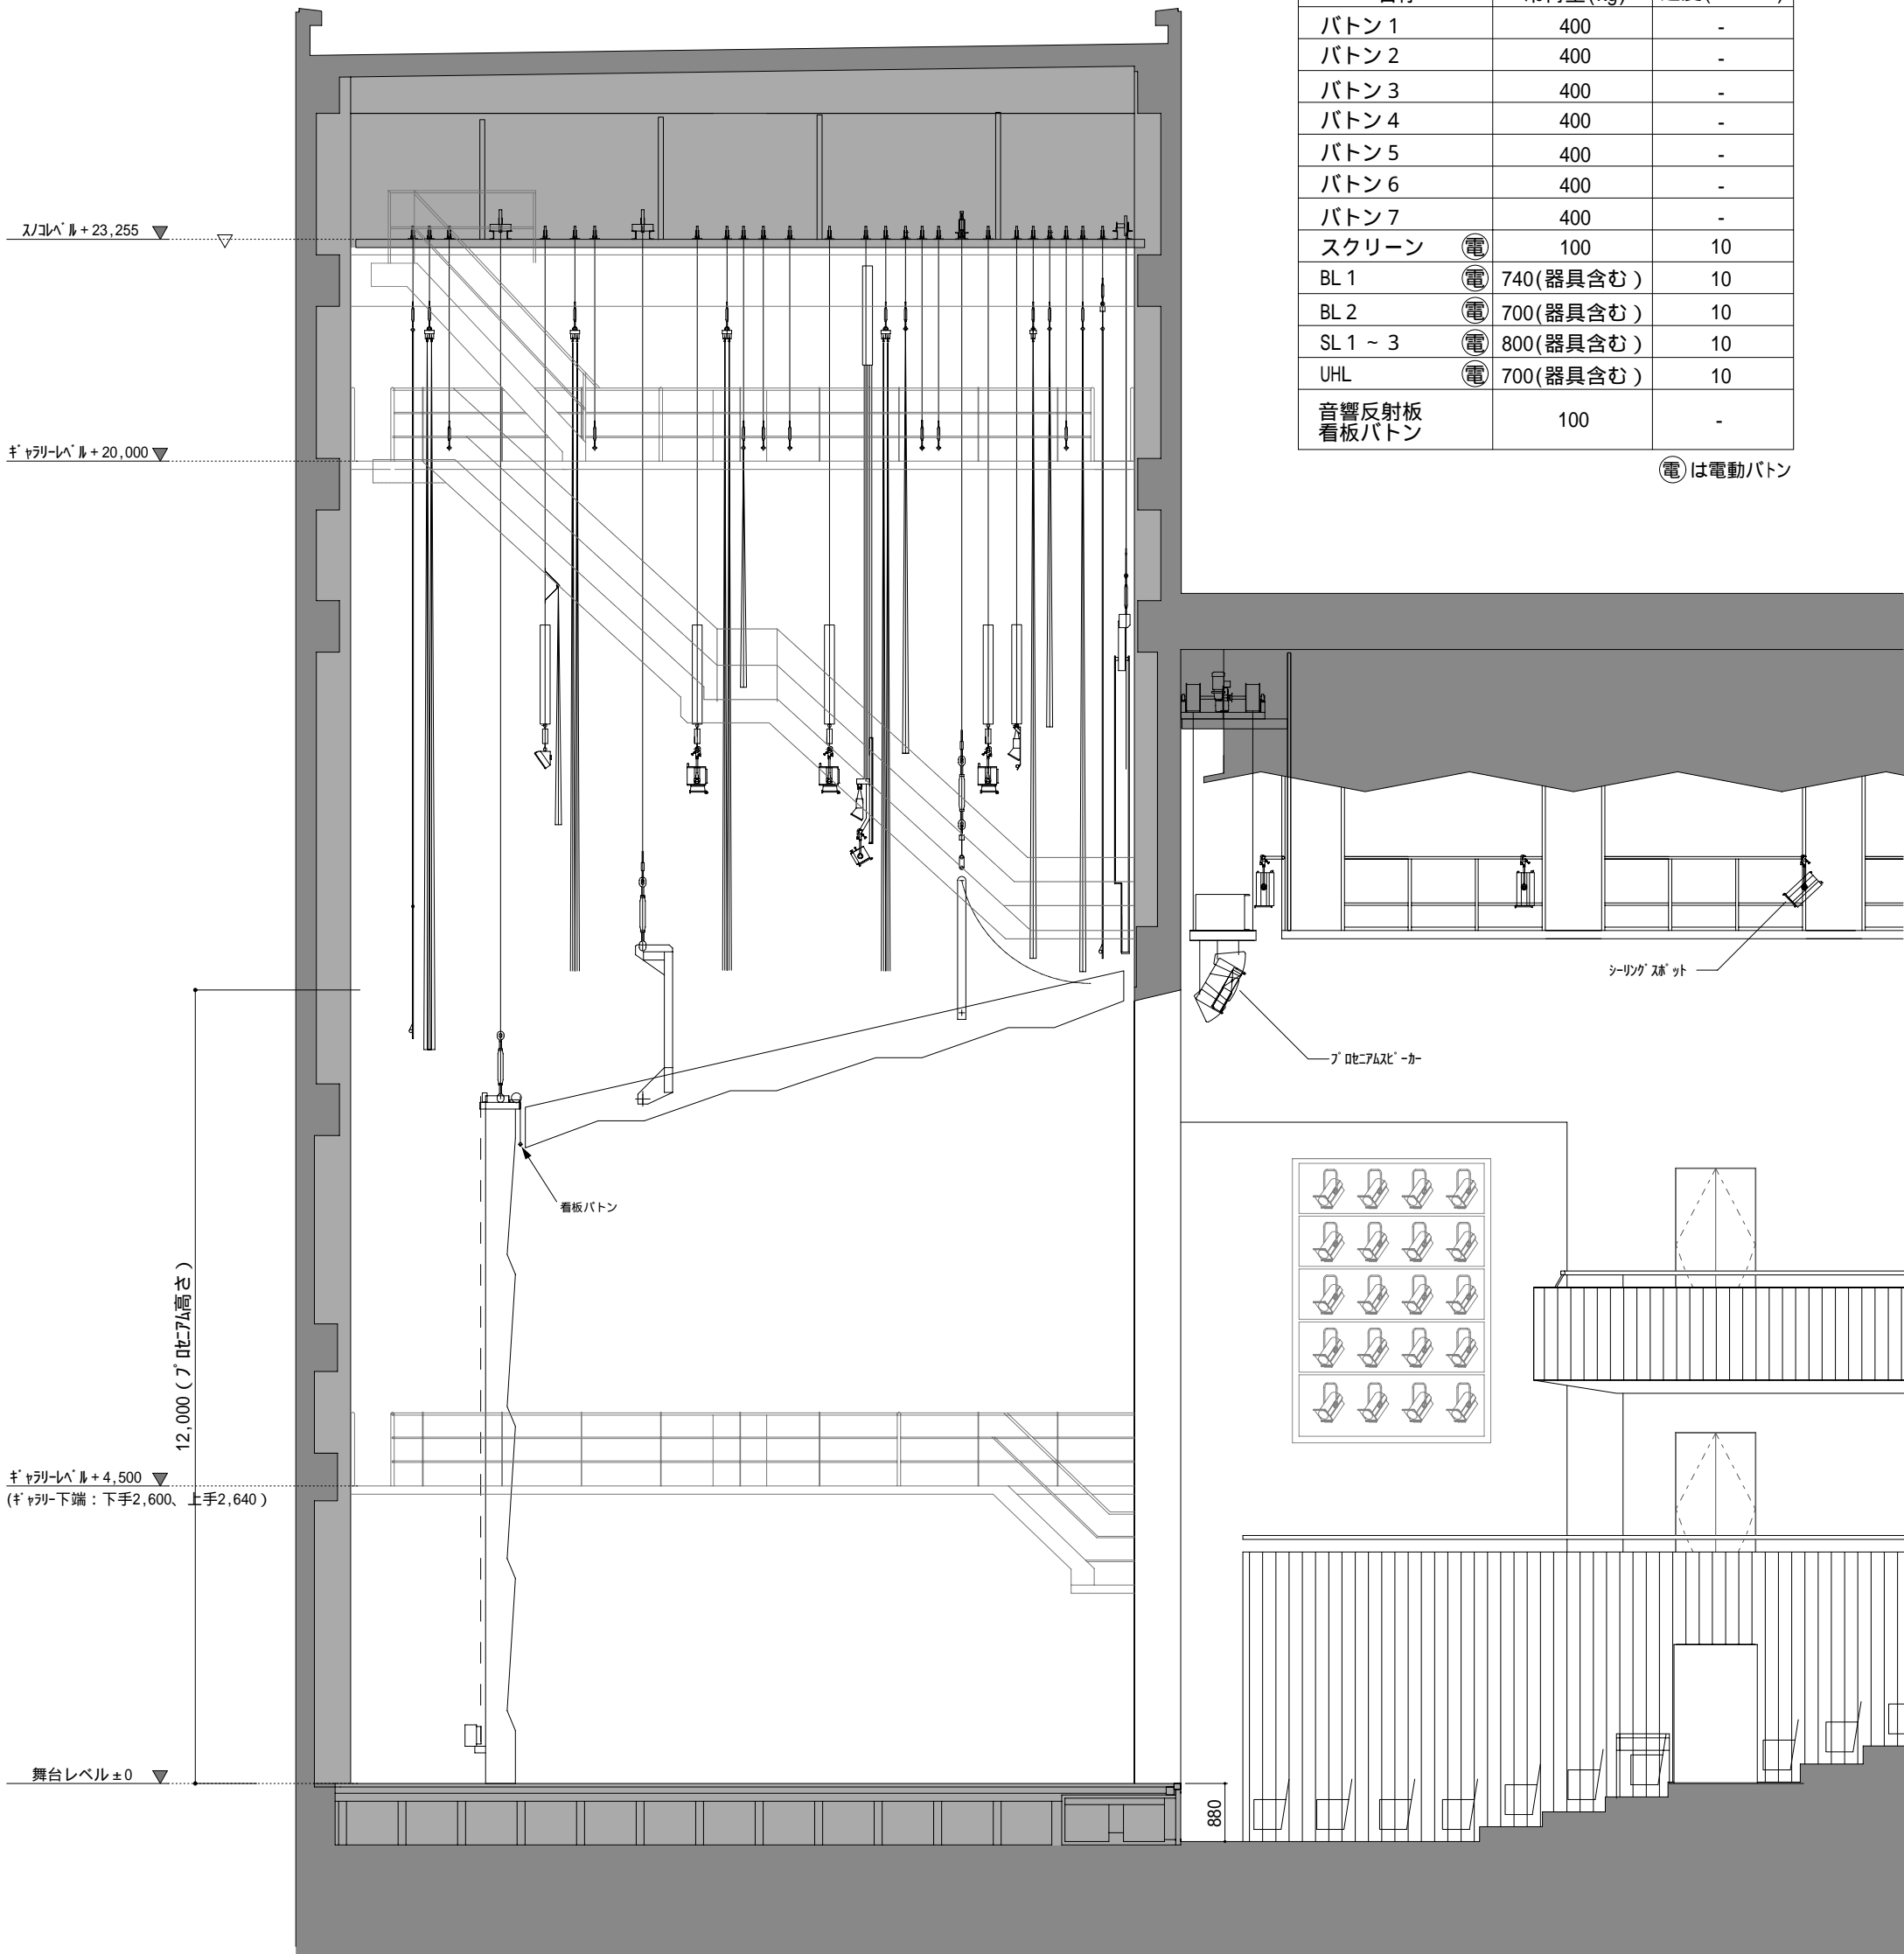 バトン 1 400 -
バトン 2 400 -
バトン 3 400 -
バトン 4 400 -
バトン 5 400 -
バトン 6 400 -
バトン 7 400 -
スクリーン 電 100 10
BL 1 電 740(器具含む) 10
BL 2 電 700(器具含む) 10
SL 1 ~ 3 電 800(器具含む) 10
UHL 電 700(器具含む) 10
音響反射板
看板バトン 100 -
電は電動バトン
ｽﾉｺﾚﾍﾞﾙ + 23,255
ｷﾞｬﾗﾘｰﾚﾍﾞﾙ + 20,000
ｼｰﾘﾝｸﾞｽﾎﾟｯﾄ
ﾌﾟﾛｾﾆｱﾑｽﾋﾟｰｶｰ
看板バトン
12,000 (ﾌﾟﾛｾﾆｱﾑ高さ)
ｷﾞｬﾗﾘｰﾚﾍﾞﾙ + 4,500
(ｷﾞｬﾗﾘｰ下端：下手2,600、上手2,640)
舞台レベル ±0
880